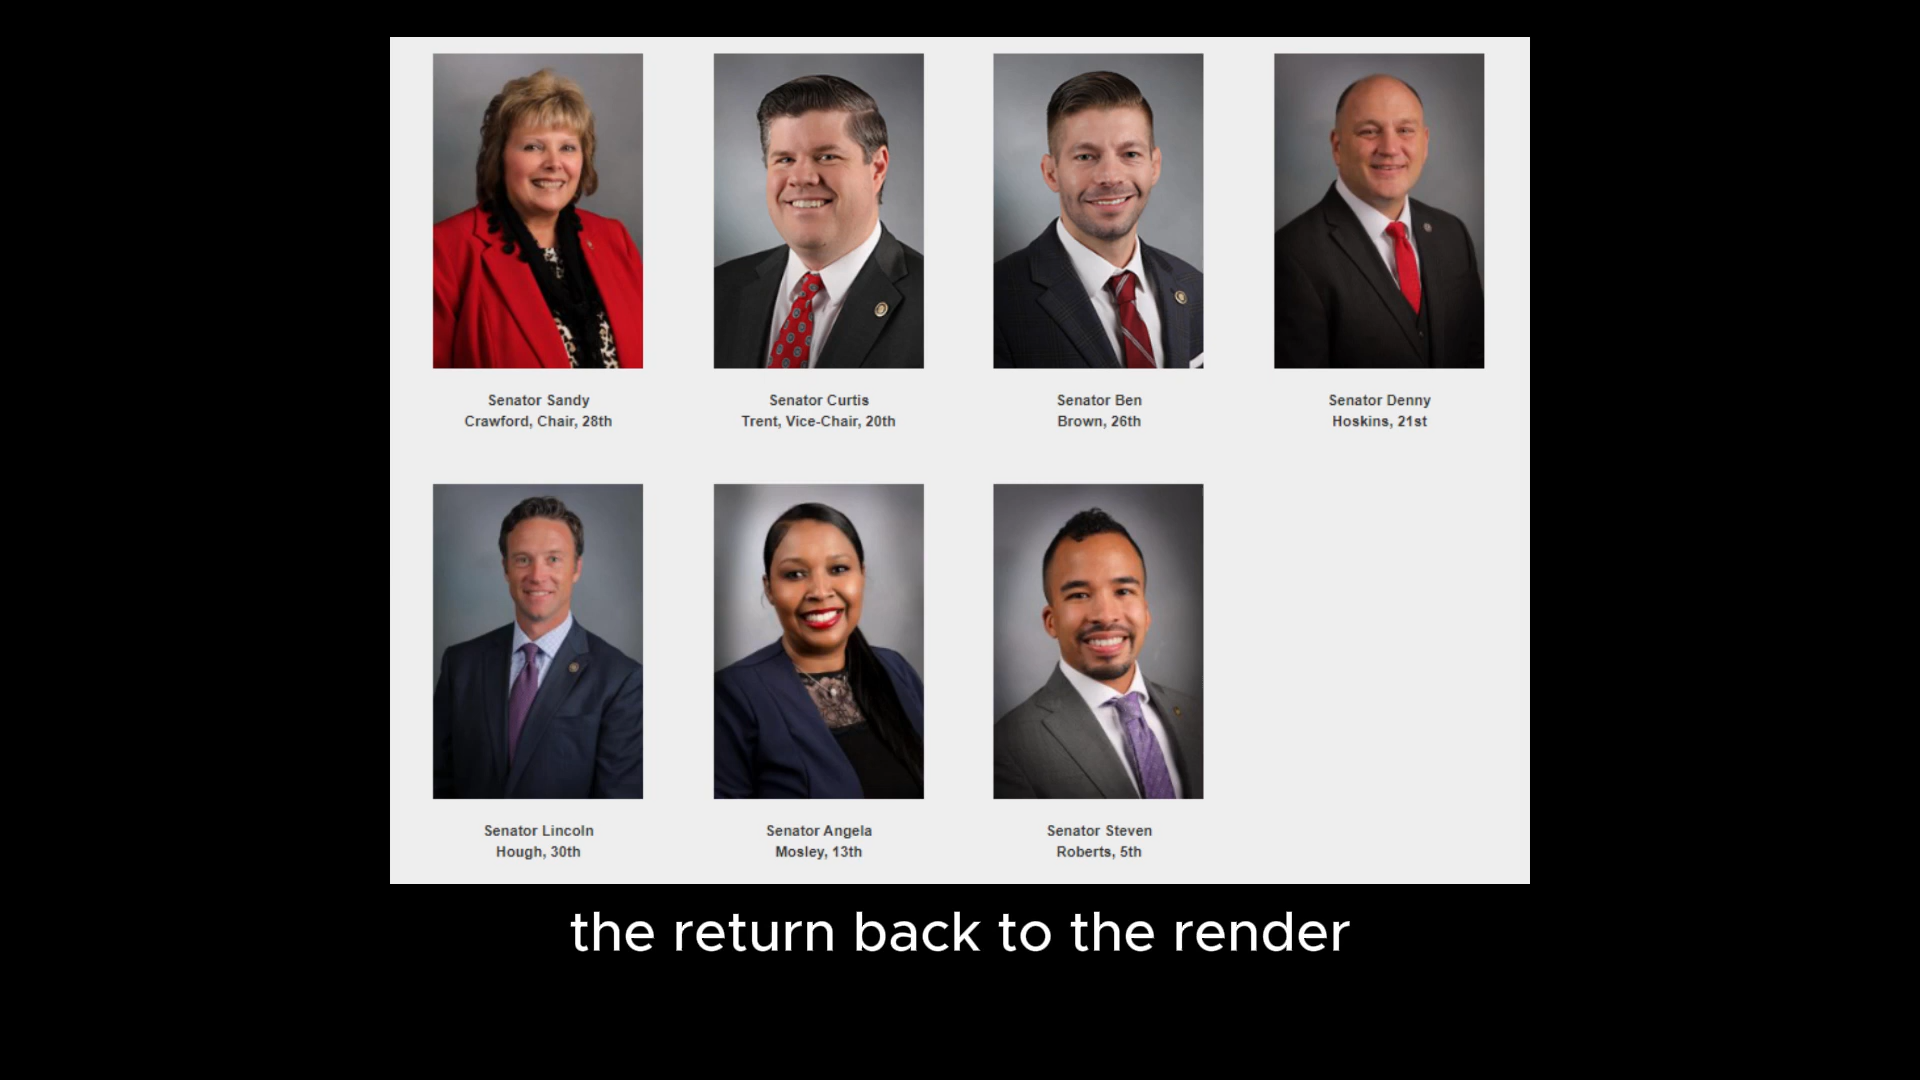 Senator Sandy
Crawford, Chair, 28th
Senator Curtis
Trent, Vice-Chair, 20th
Senator Ben
Brown, 26th
Senator Denny
Hoskins, 21st
Senator Lincoln
Hough, 30th
Senator Angela
Mosley, 13th
Senator Steven
Roberts, 5th
the return back to the render